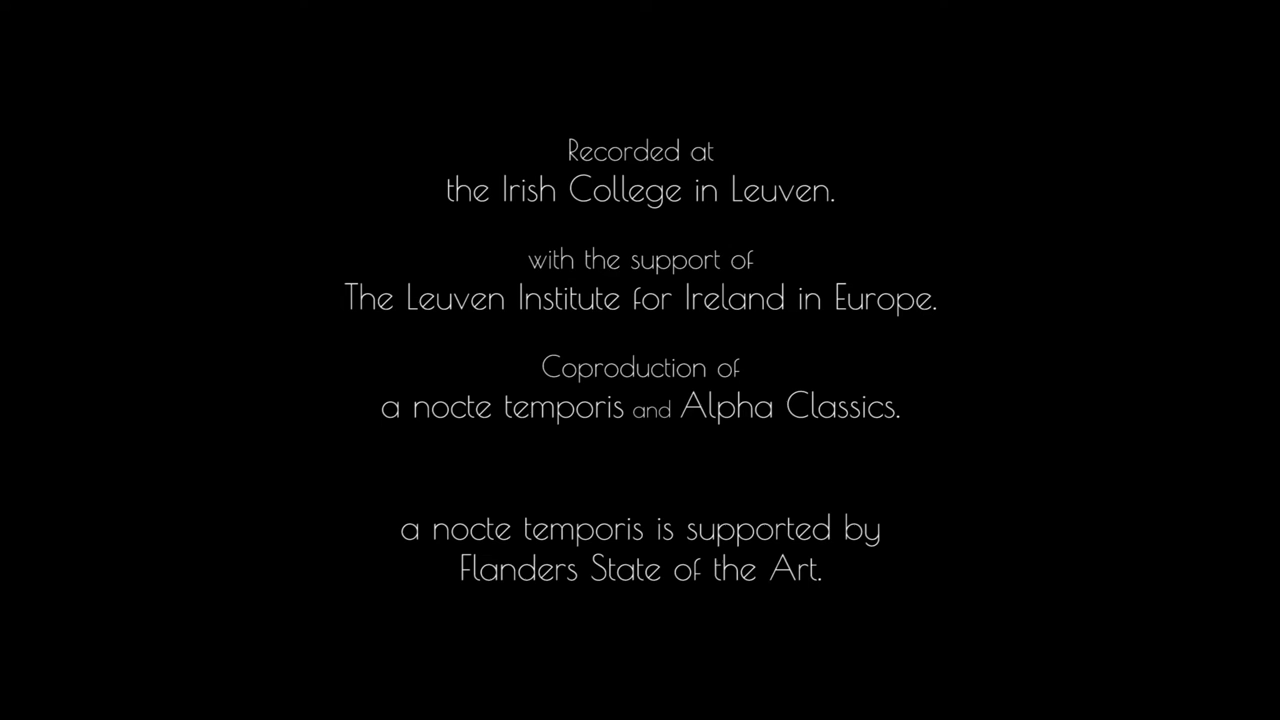 Recorded at
the Irish College in Leuven.
with the support of
The Leuven Institute for Ireland in Europe.
Coproduction of
a nocte temporis and Alpha Classics.
a nocte temporis is supported by
Flanders State of the Art.